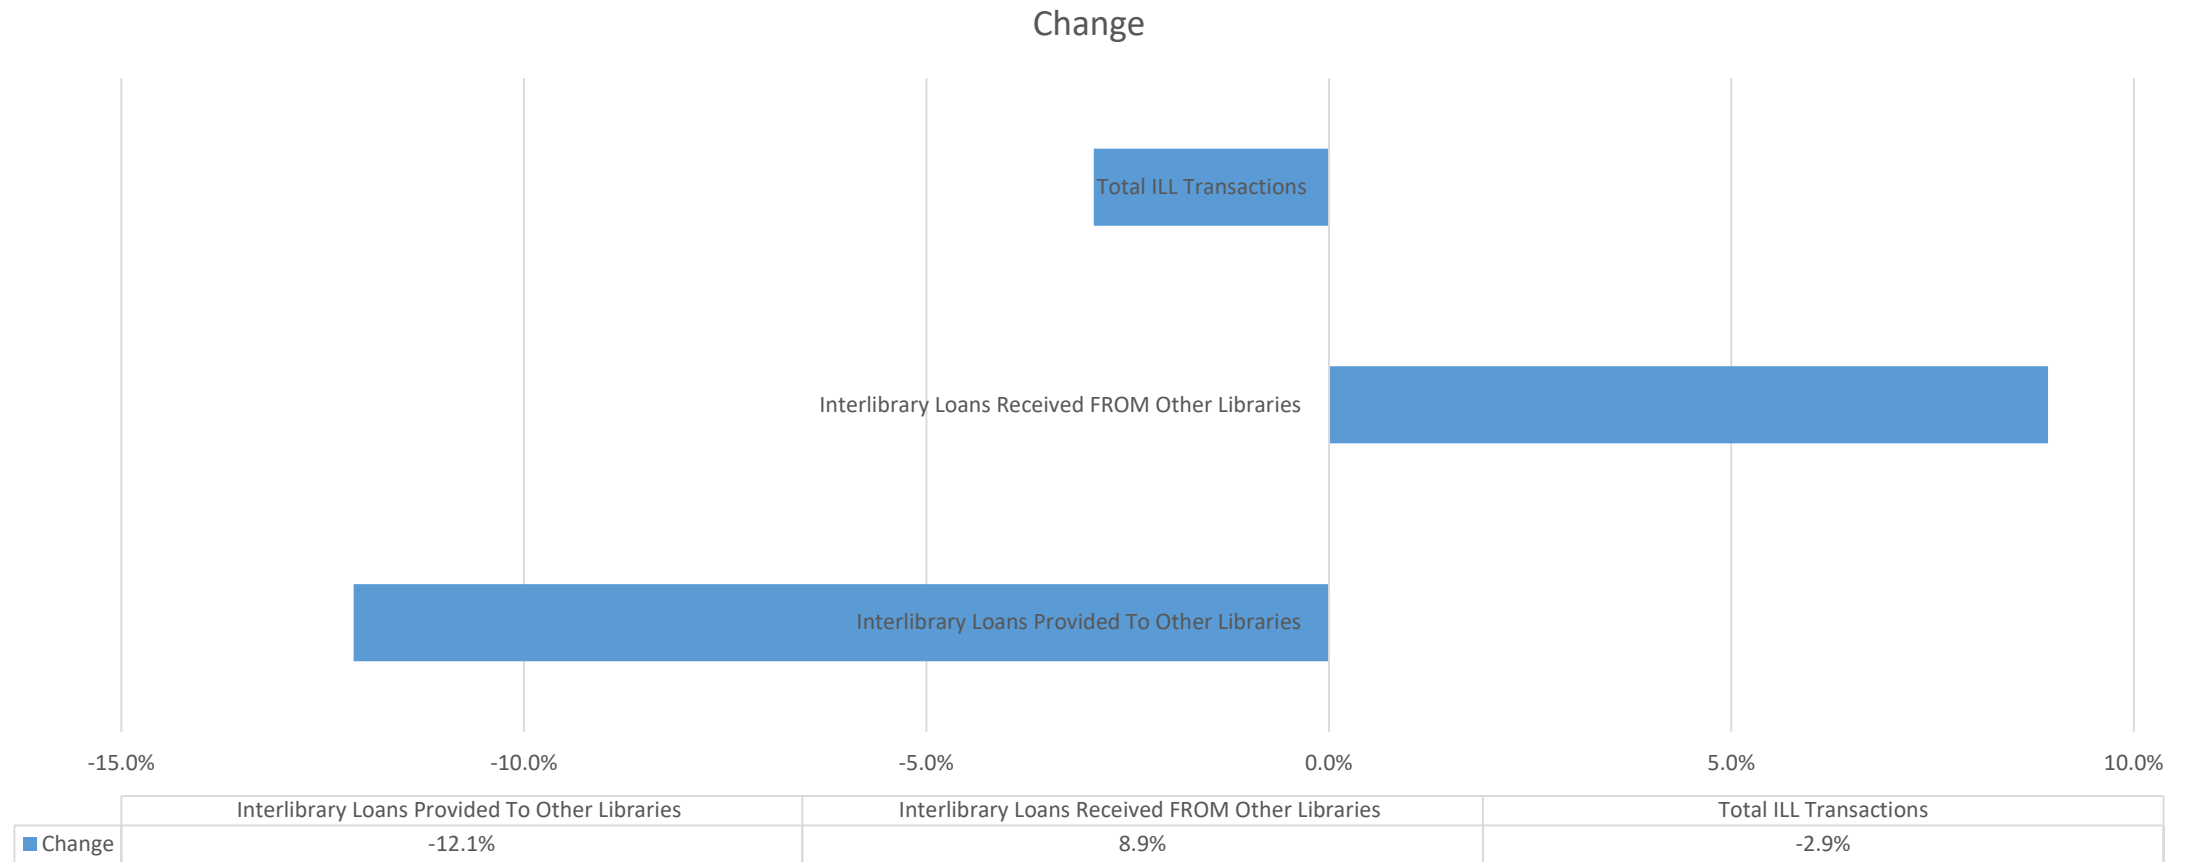 Change
Total ILL Transactions
Interlibrary Loans Received FROM Other Libraries
Interlibrary Loans Provided To Other Libraries
-15.0% -10.0% -5.0% 0.0% 5.0% 10.0%
Interlibrary Loans Provided To Other Libraries Interlibrary Loans Received FROM Other Libraries Total ILL Transactions
Change -12.1% 8.9% -2.9%